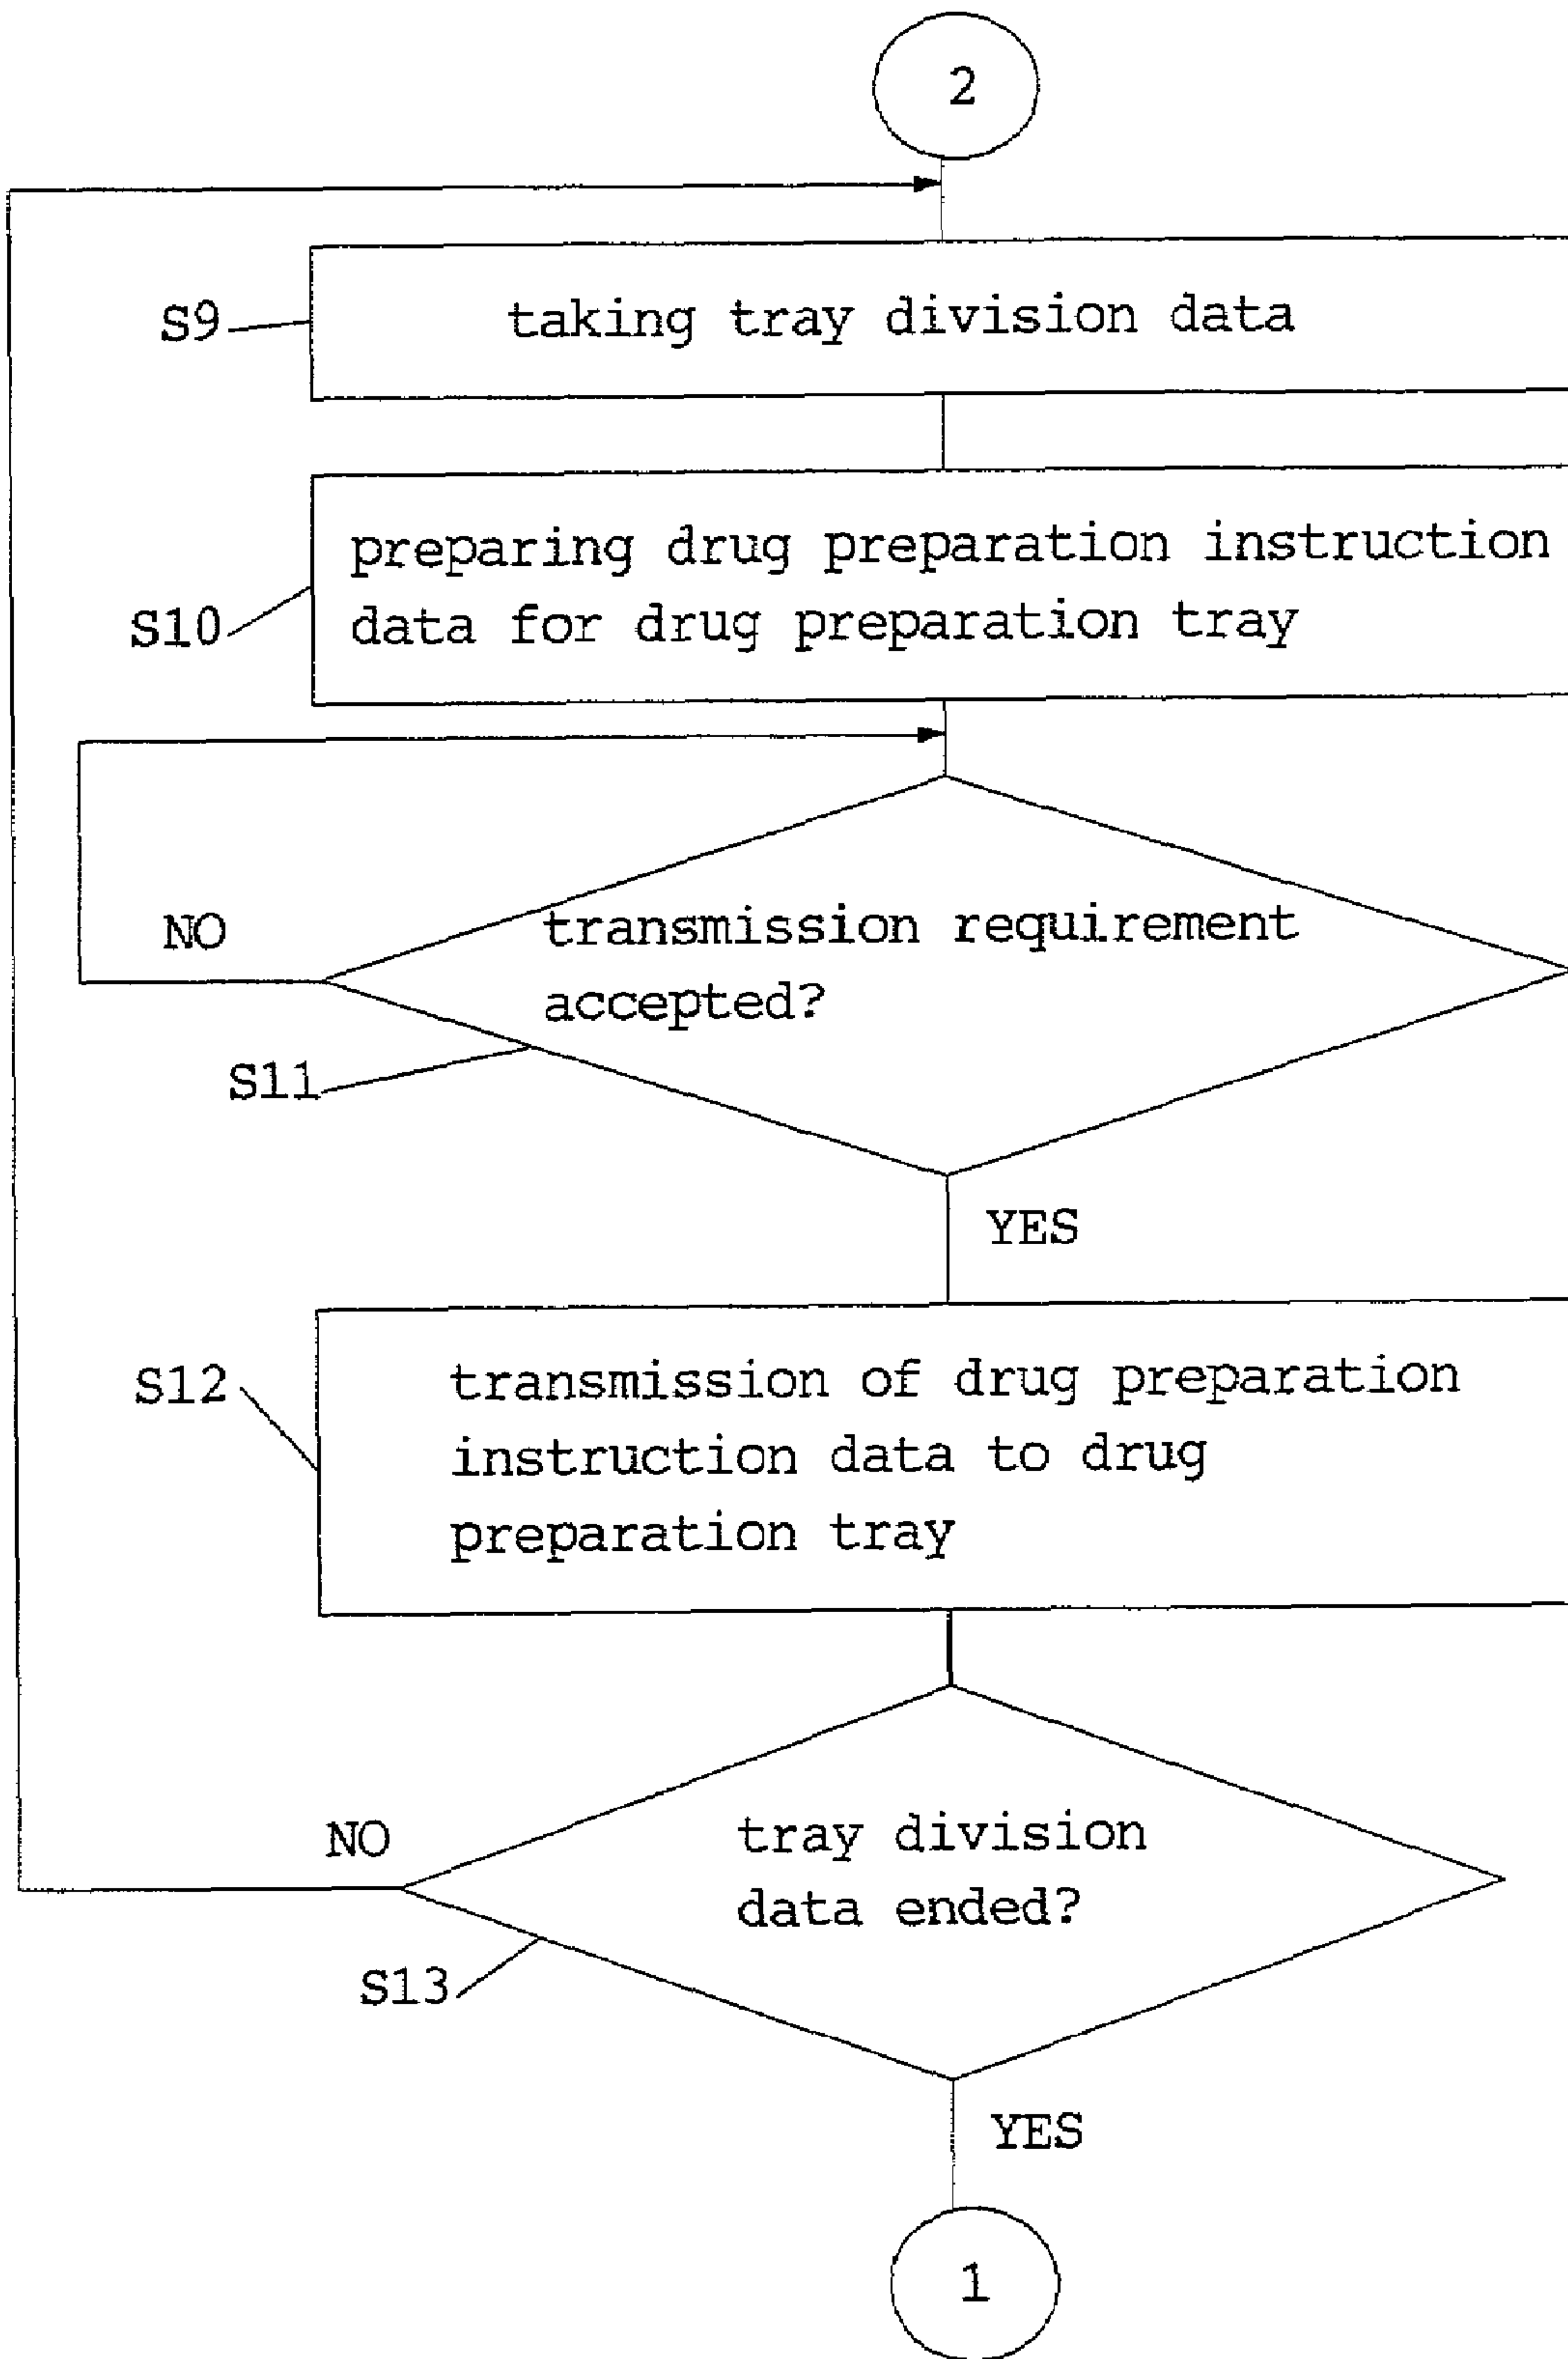 2
S9
taking tray division data
preparing drug preparation instruction
S10
data for drug preparation tray
NO
transmission requirement
accepted?
S11
YES
S12
transmission of drug preparation
instruction data to drug
preparation tray
NO
tray division
data ended?
S13
YES
1